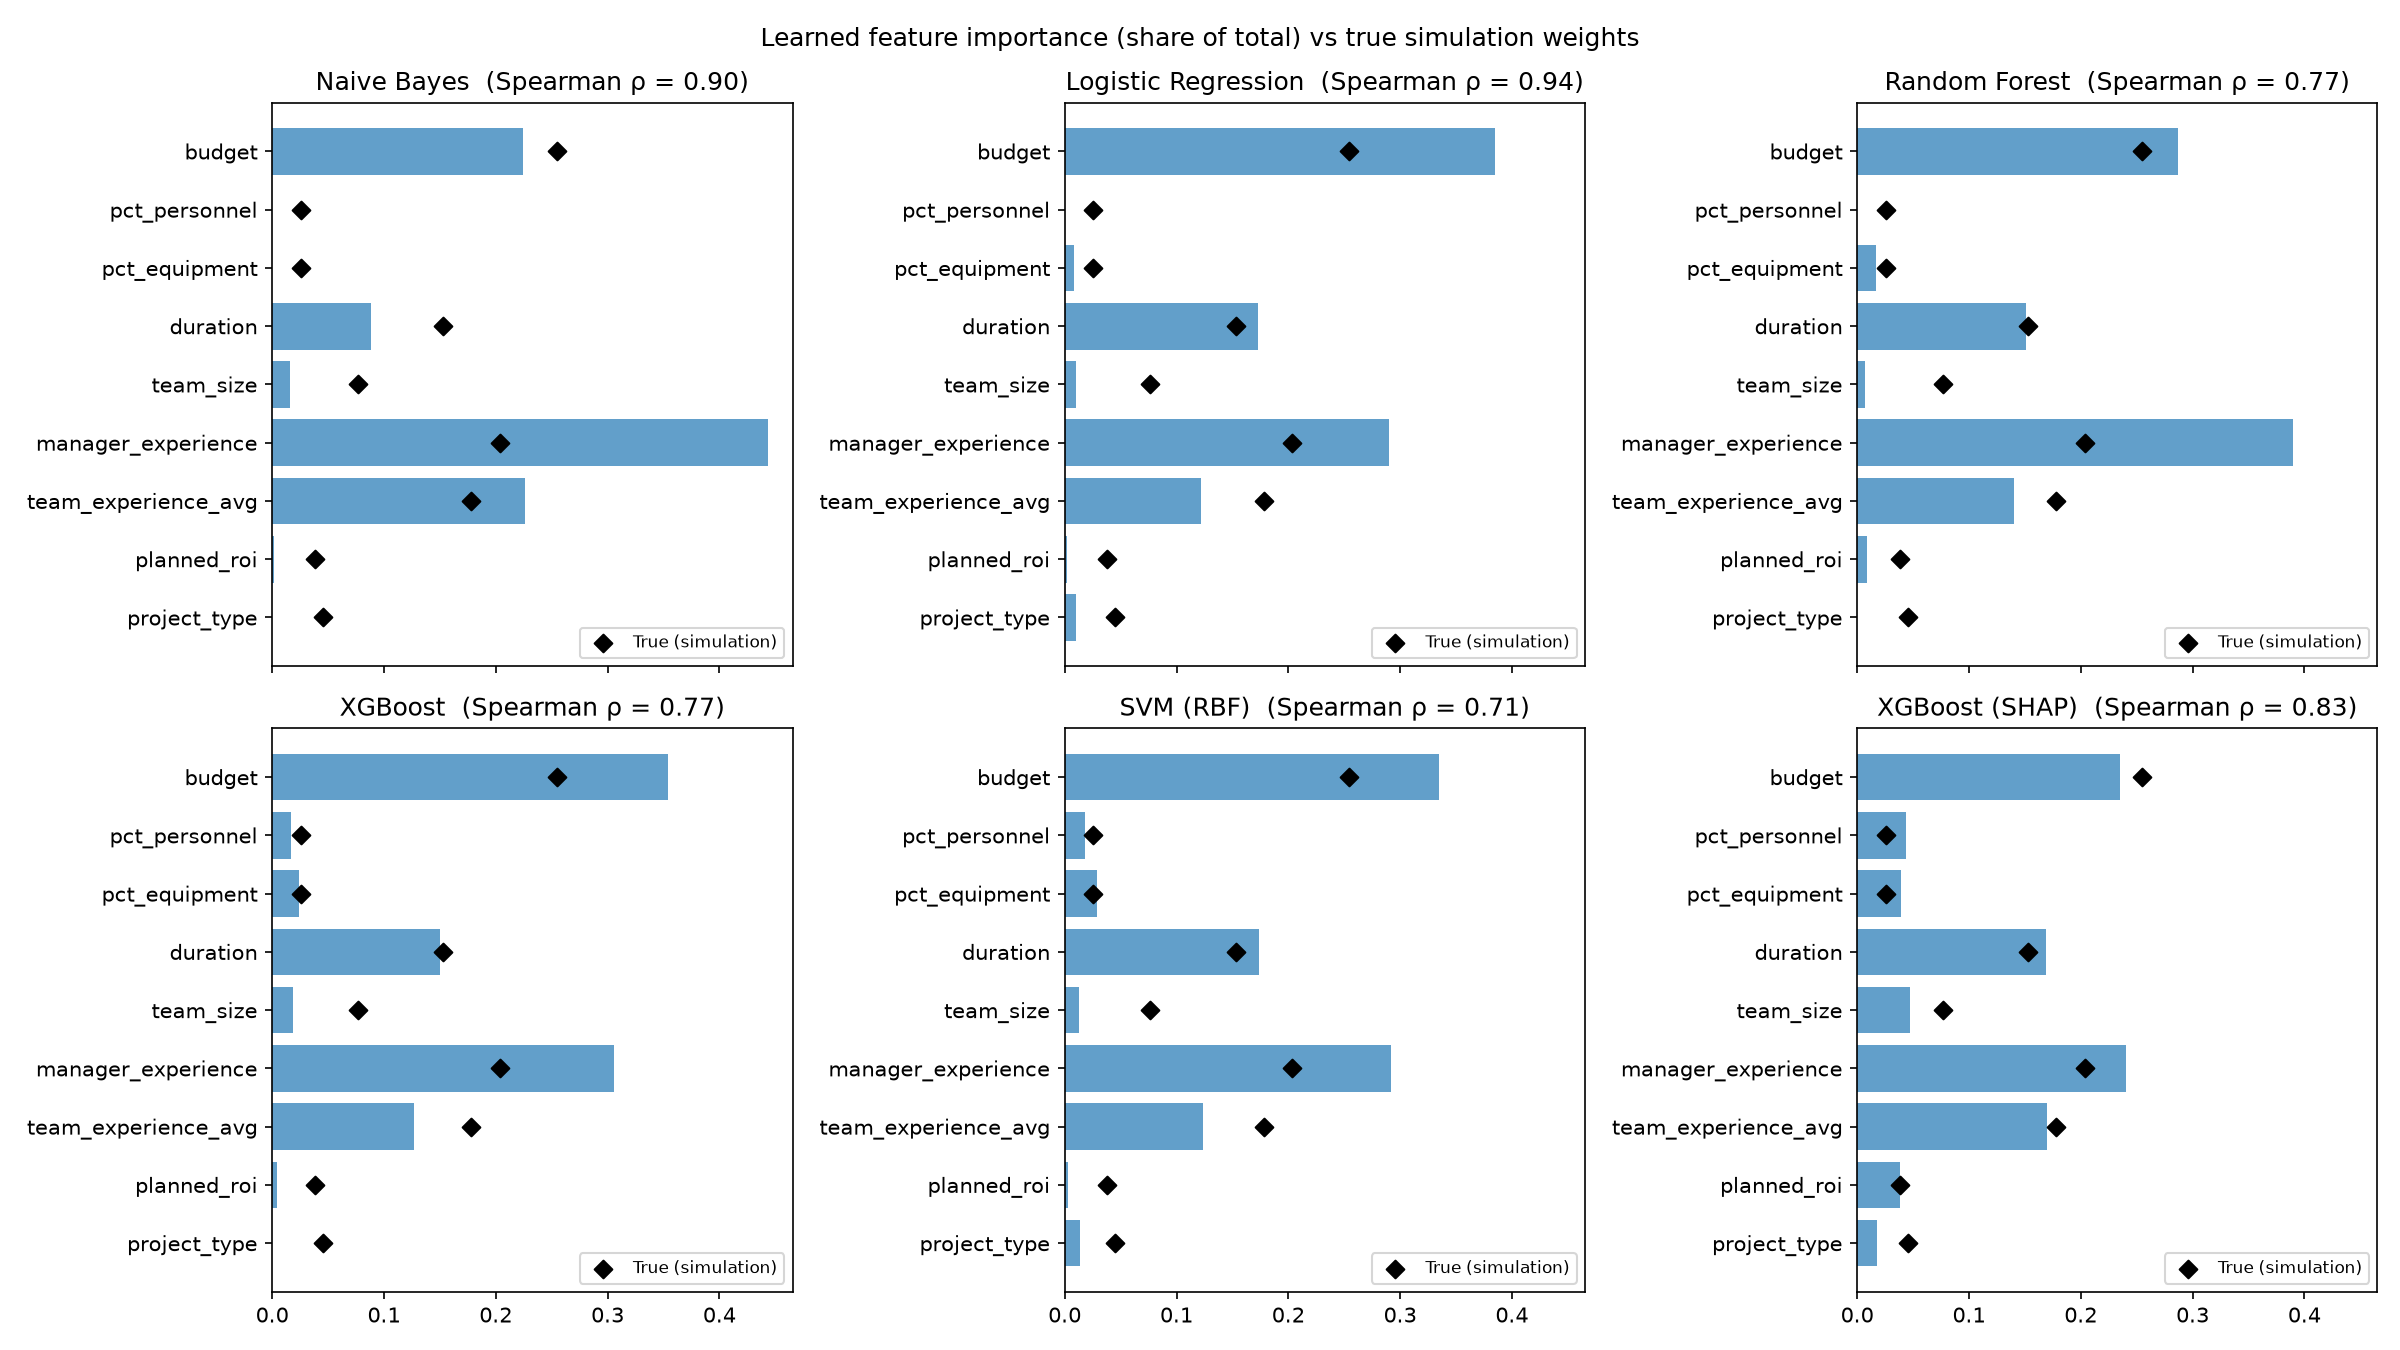 Learned feature importance (share of total) vs true simulation weights
Naive Bayes  (Spearman ρ = 0.90)
budget
pct_personnel
pct_equipment
duration
team_size
manager_experience
team_experience_avg
planned_roi
project_type
True (simulation)
Logistic Regression  (Spearman ρ = 0.94)
budget
pct_personnel
pct_equipment
duration
team_size
manager_experience
team_experience_avg
planned_roi
project_type
True (simulation)
Random Forest  (Spearman ρ = 0.77)
budget
pct_personnel
pct_equipment
duration
team_size
manager_experience
team_experience_avg
planned_roi
project_type
True (simulation)
XGBoost  (Spearman ρ = 0.77)
budget
pct_personnel
pct_equipment
duration
team_size
manager_experience
team_experience_avg
planned_roi
project_type
True (simulation)
0.0 0.1 0.2 0.3 0.4
SVM (RBF)  (Spearman ρ = 0.71)
budget
pct_personnel
pct_equipment
duration
team_size
manager_experience
team_experience_avg
planned_roi
project_type
True (simulation)
0.0 0.1 0.2 0.3 0.4
XGBoost (SHAP)  (Spearman ρ = 0.83)
budget
pct_personnel
pct_equipment
duration
team_size
manager_experience
team_experience_avg
planned_roi
project_type
True (simulation)
0.0 0.1 0.2 0.3 0.4